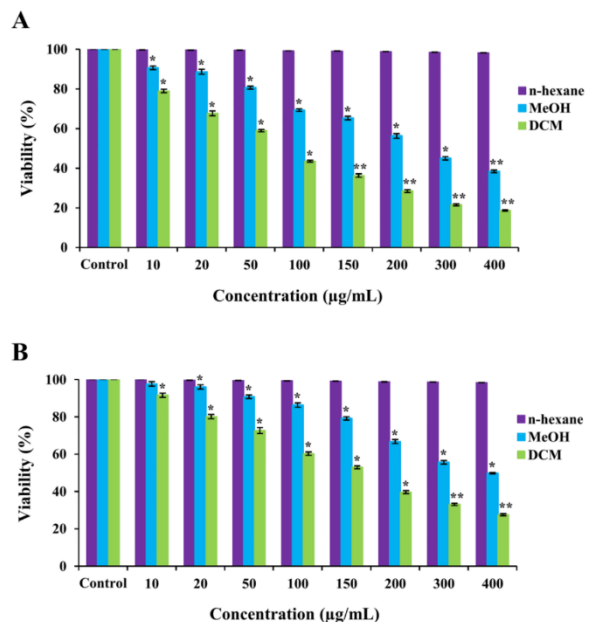 A
100
80
60
40
20
0
Viability (%)
* * * * * * * * * * ** * ** * ** ** **
Control 10 20 50 100 150 200 300 400
Concentration (µg/mL)
n-hexane
MeOH
DCM
B
100
80
60
40
20
0
Viability (%)
* * * * * * * * * * * * ** * **
Control 10 20 50 100 150 200 300 400
Concentration (µg/mL)
n-hexane
MeOH
DCM